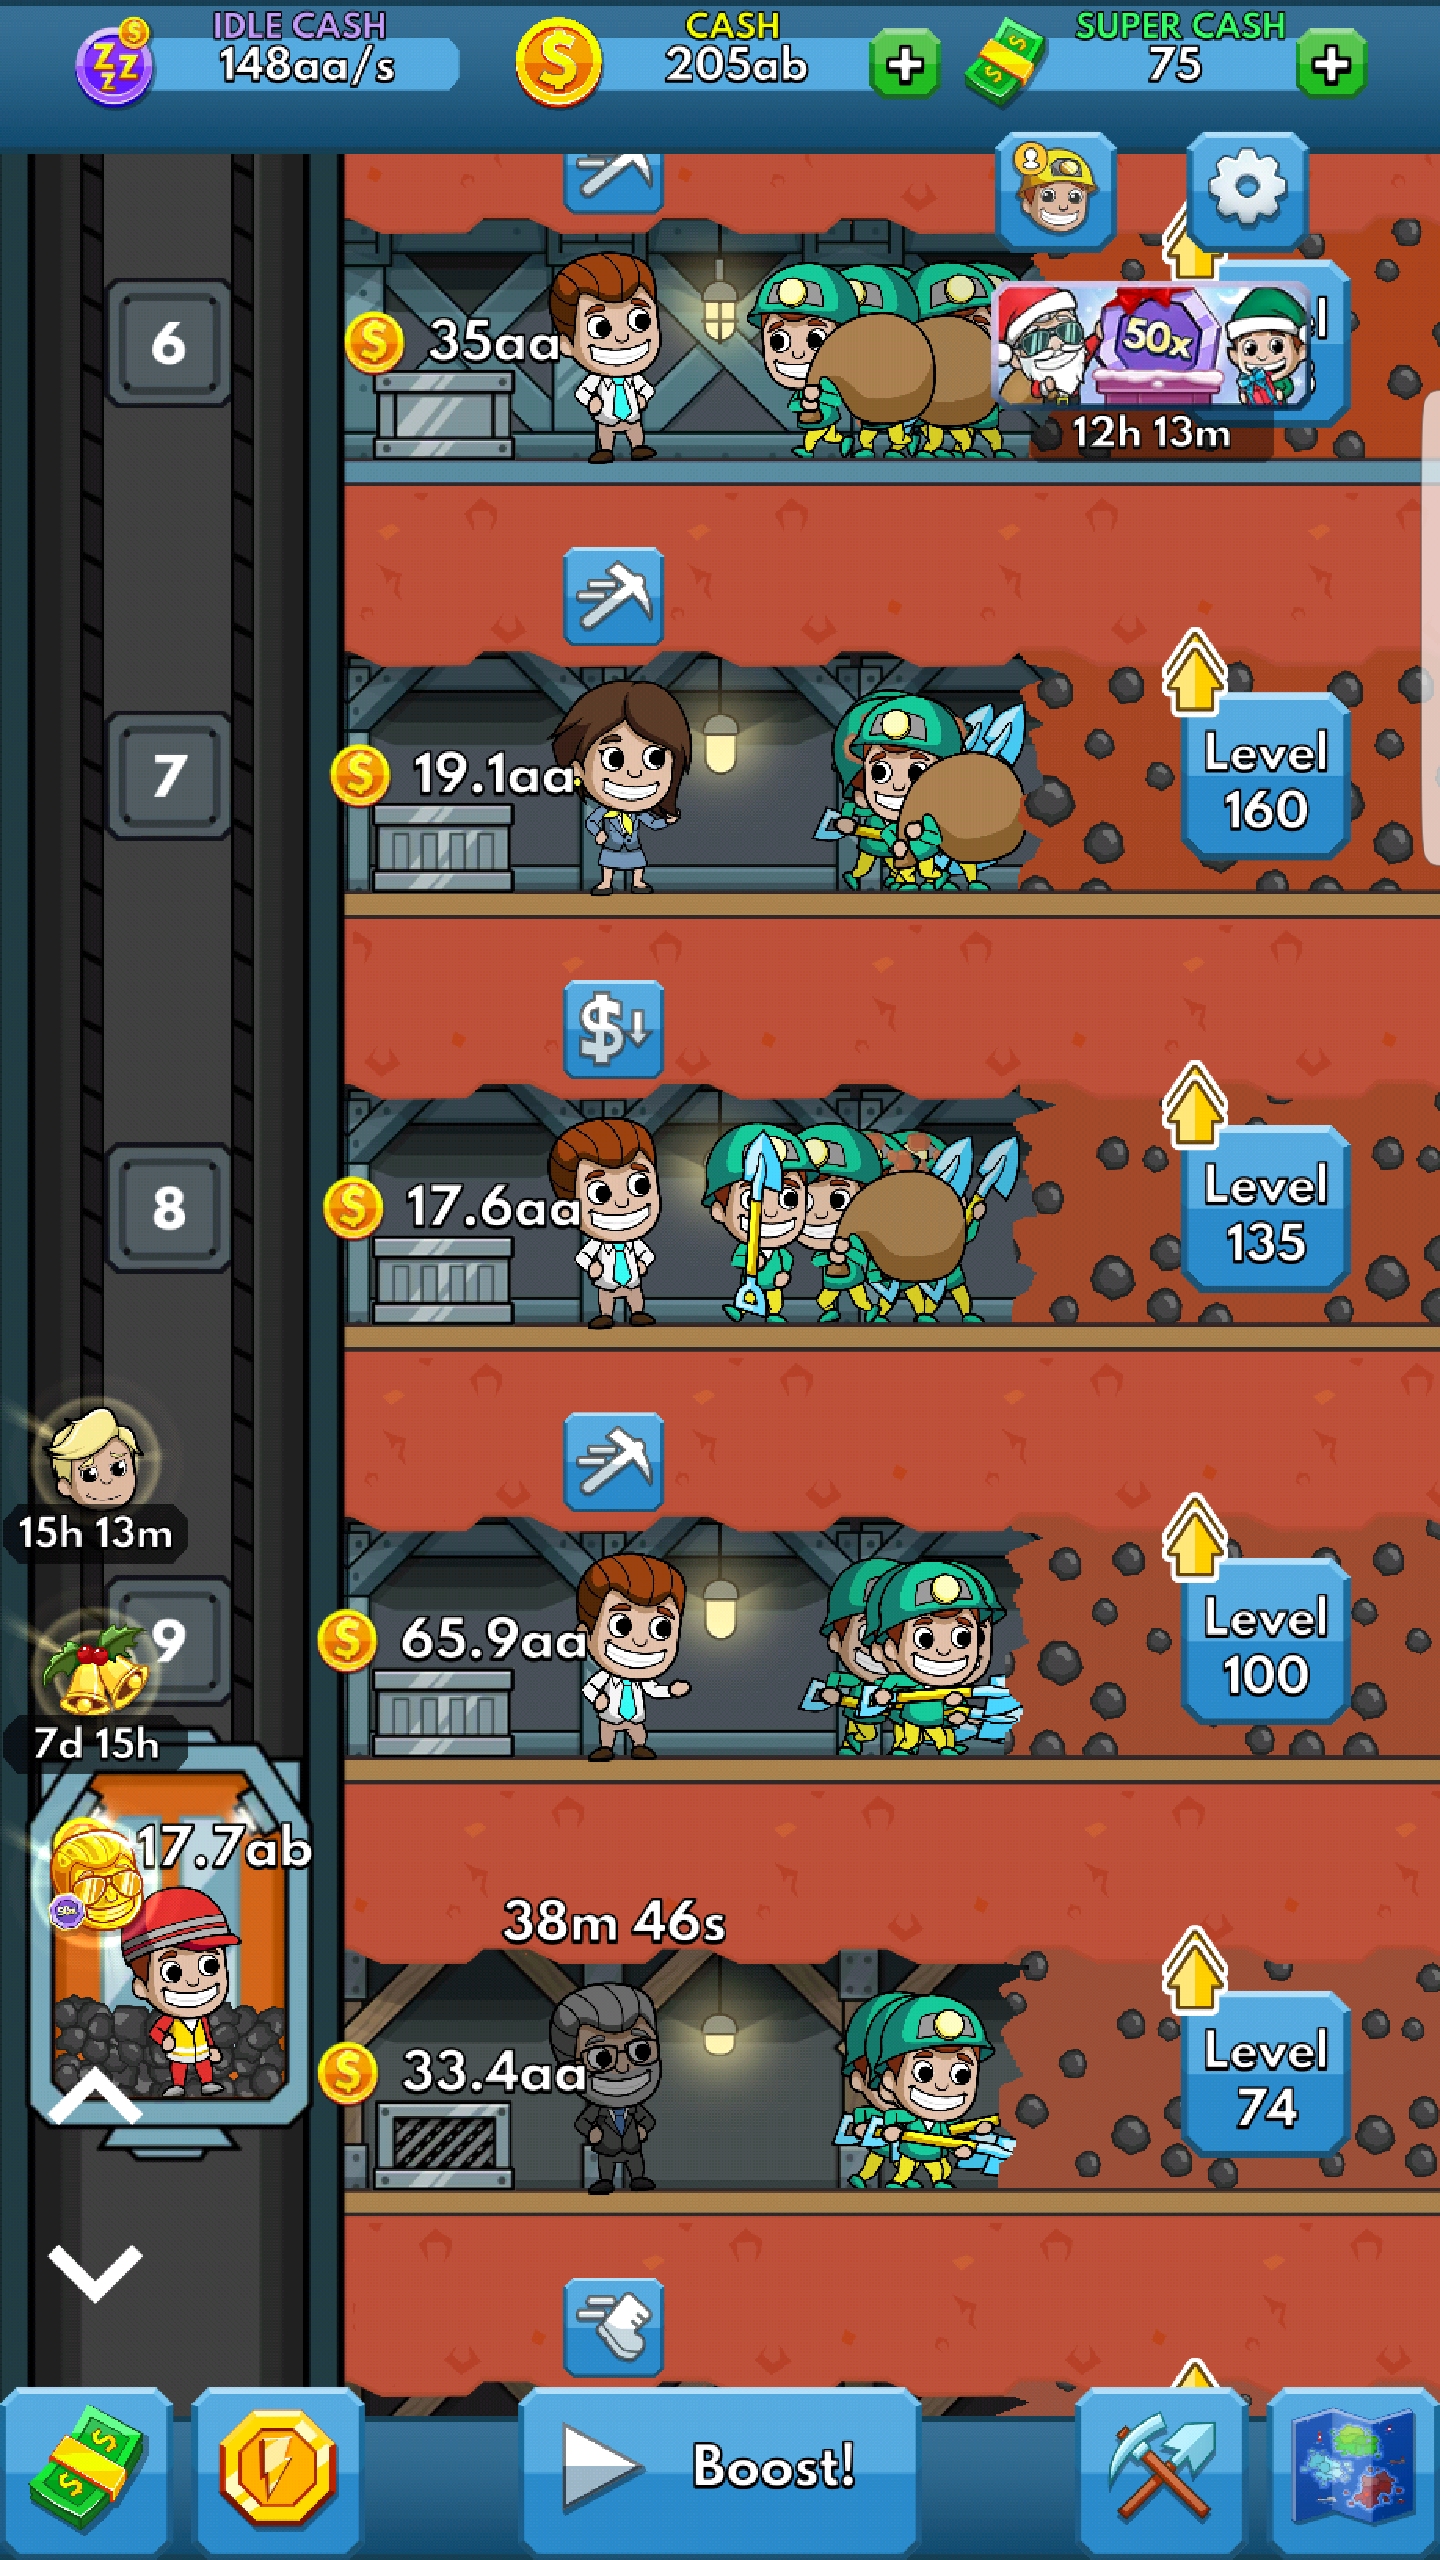 IDLE CASH
148aa/s
CASH
205ab
SUPER CASH
75
6
35aa
50x
12h 13m
7
19.1aa
Level
160
8
17.6aa
Level
135
15h 13m
9
65.9aa
Level
100
7d 15h
17.7ab
38m 46s
33.4aa
Level
74
Boost!